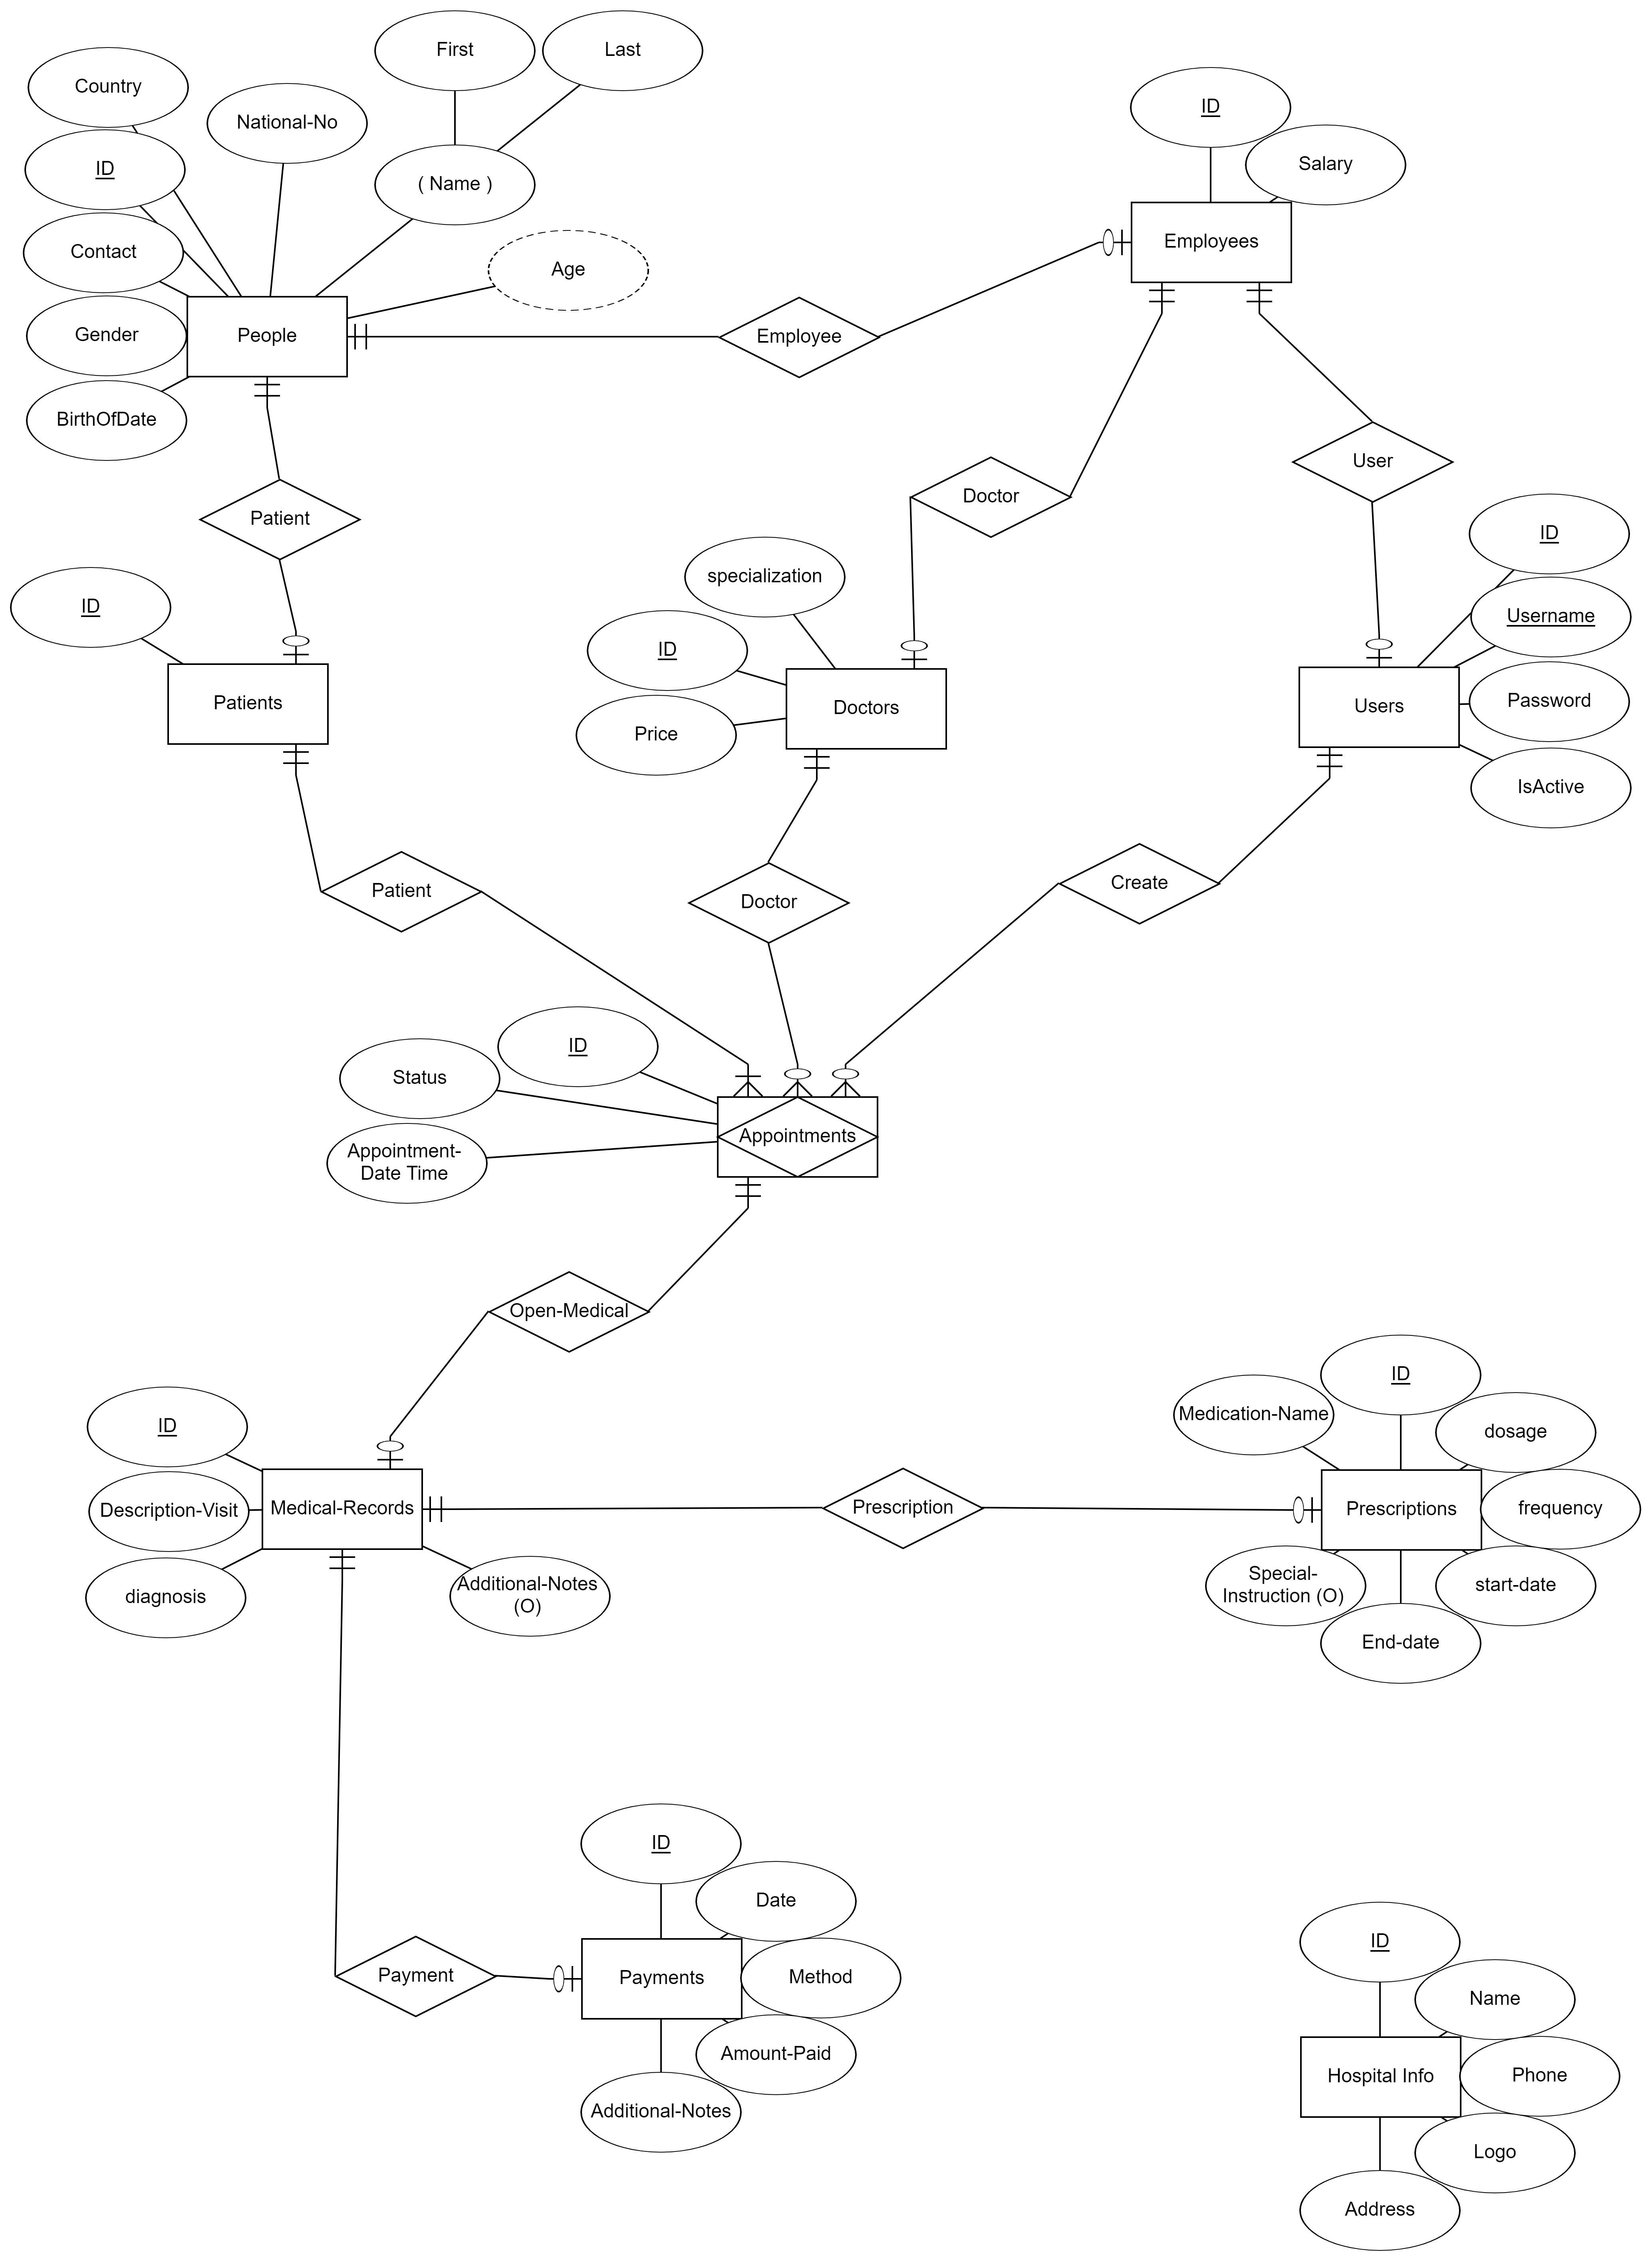 First
Last
Country
National-No
ID
( Name )
Contact
Age
Gender
People
BirthOfDate
Employee
ID
Salary
Employees
Patient
Doctor
User
ID
Patients
specialization
ID
Price
Doctors
ID
Username
Password
Users
IsActive
Patient
Doctor
Create
ID
Status
Appointment-
Date Time
Appointments
Open-Medical
ID
Description-Visit
Medical-Records
diagnosis
Additional-Notes
(O)
Prescription
ID
Medication-Name
dosage
Prescriptions
frequency
Special-
Instruction (O)
start-date
End-date
ID
Date
Payment
Payments
Method
Amount-Paid
Additional-Notes
ID
Name
Hospital Info
Phone
Logo
Address